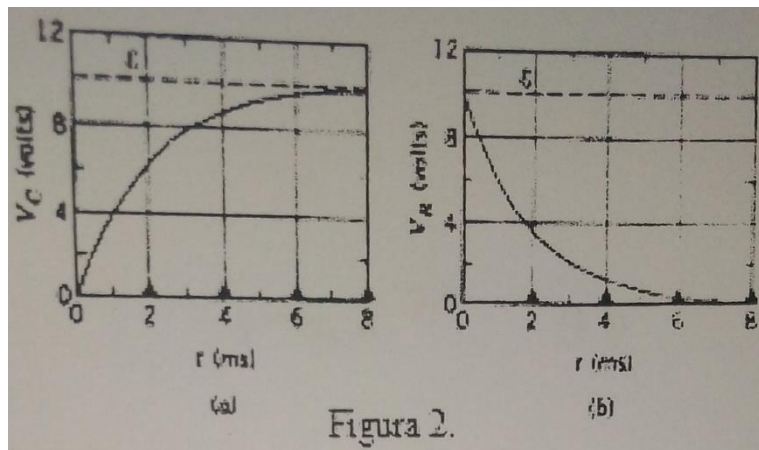 12
8
4
0
V_C (volts)
ε
0 2 4 6 8
t (ms)
(a)
12
8
4
0
V_R (volts)
ε
0 2 4 6 8
t (ms)
(b)
Figura 2.